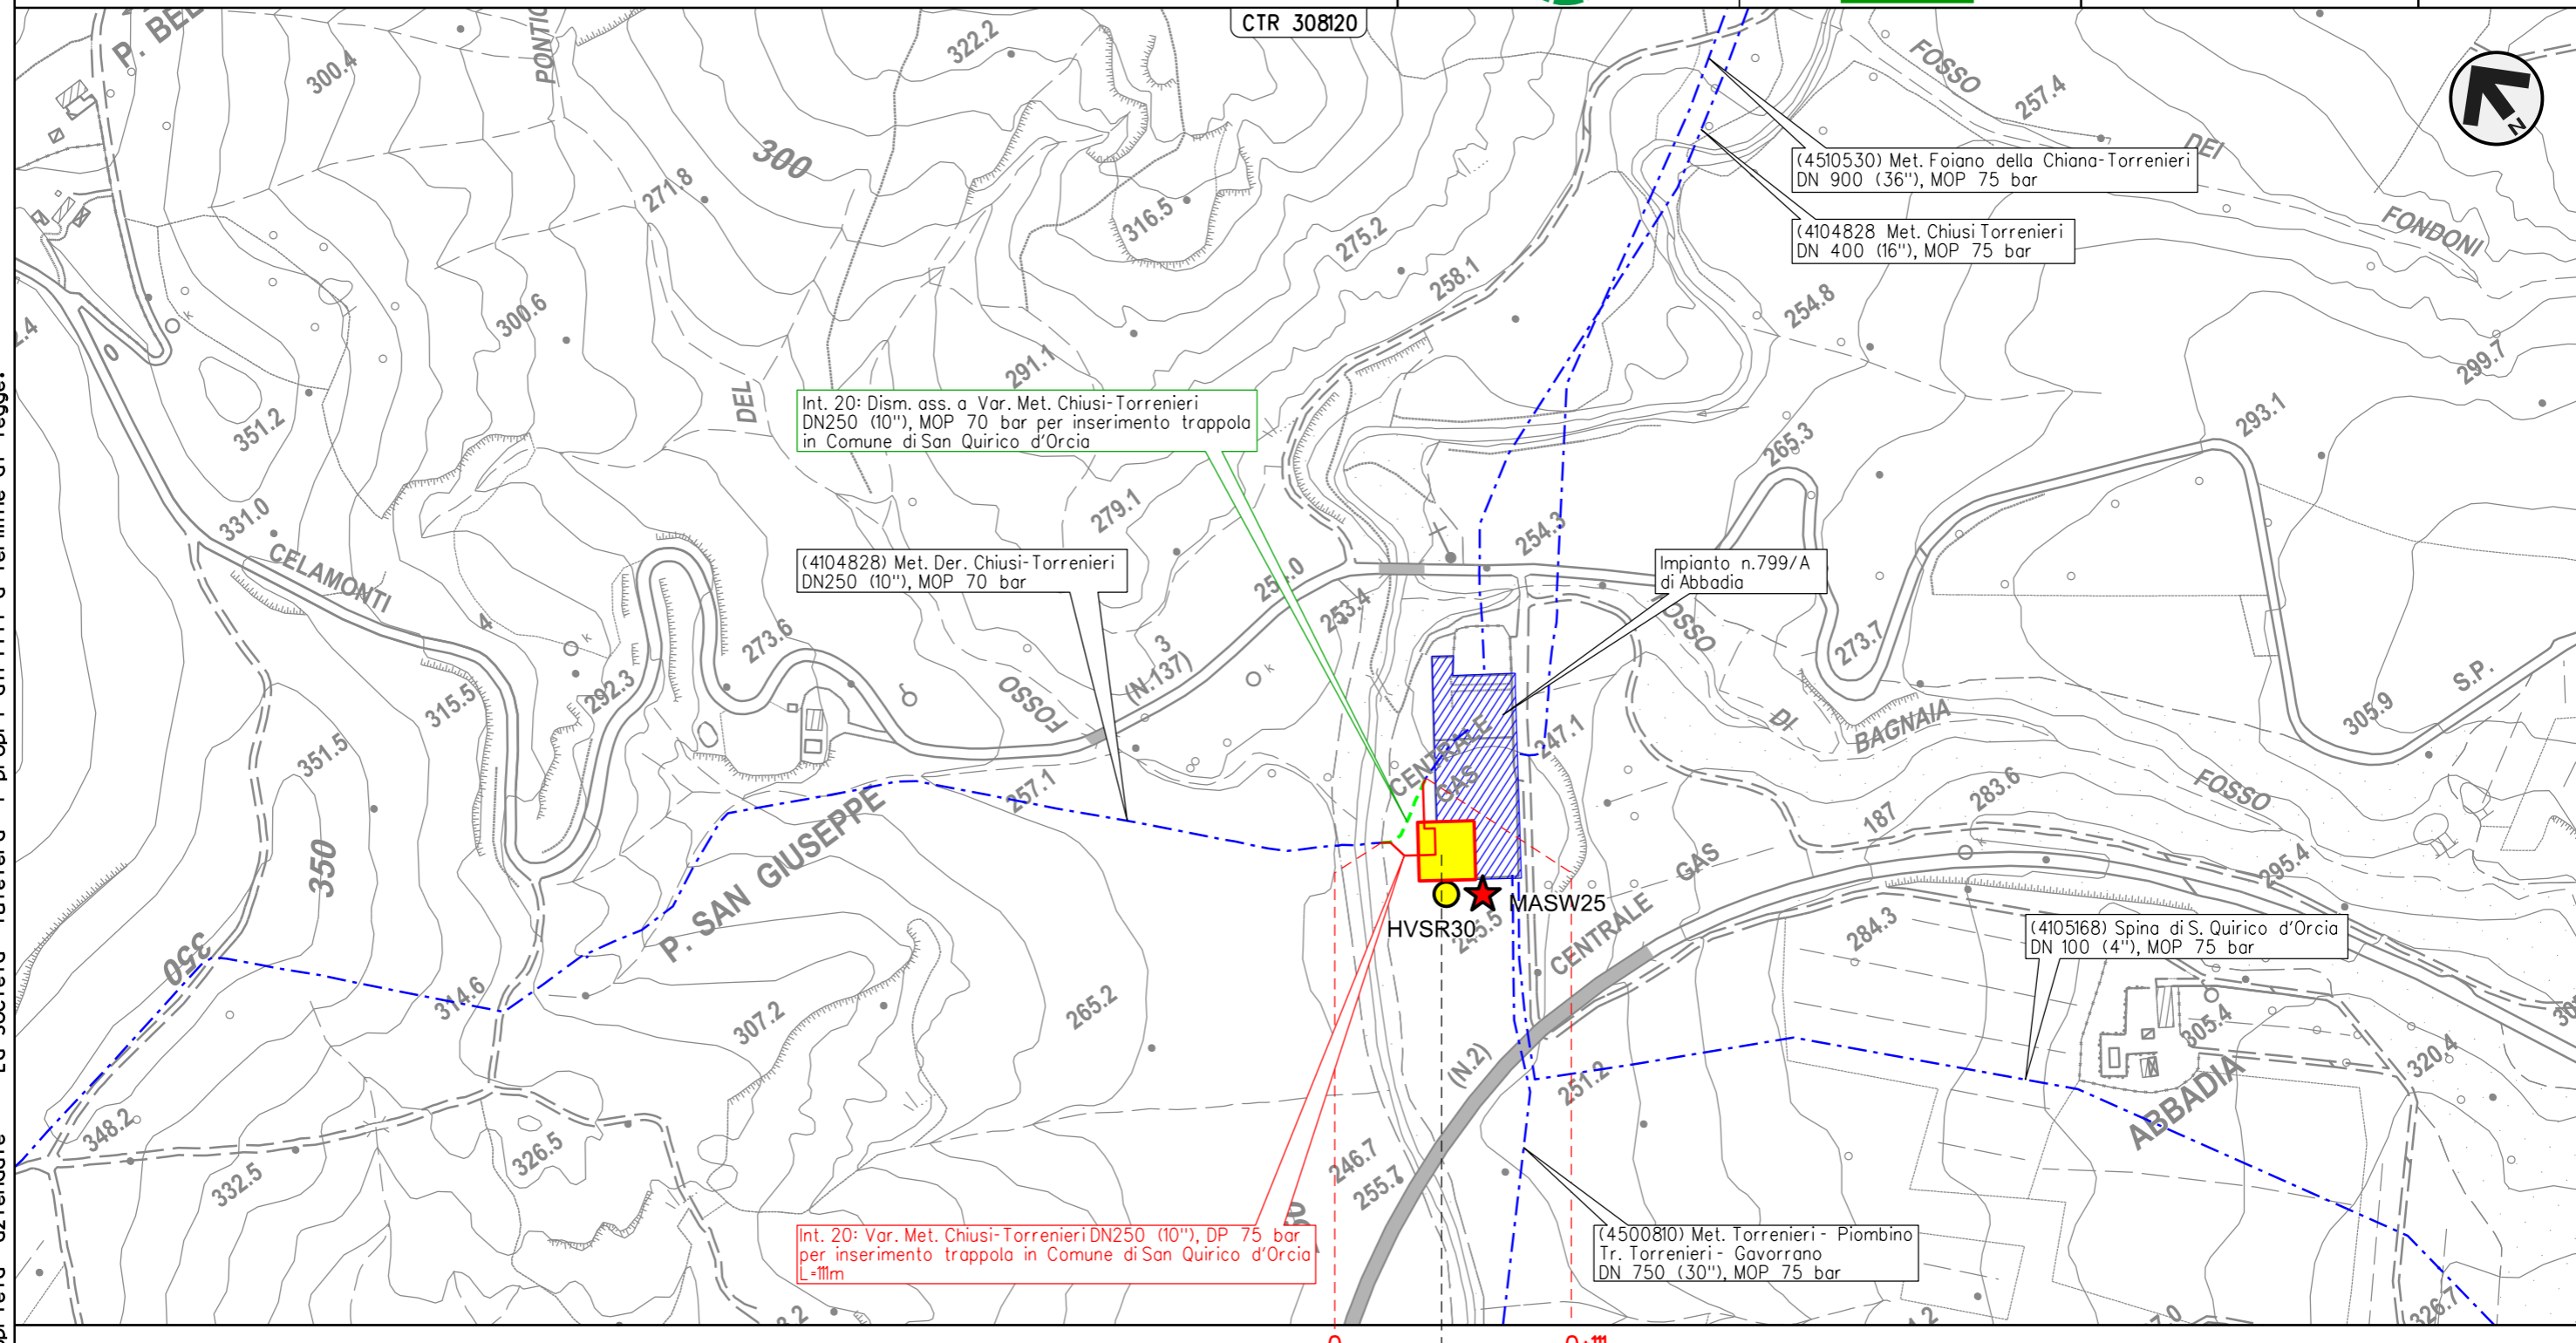 CTR 308120
P. BEL
PONTIC
322.2
300.4
FOSSO
257.4
DEI
FONDONI
N
300
271.8
316.5
275.2
258.1
254.8
(4510530) Met. Foiano della Chiana-Torrenieri
DN 900 (36"), MOP 75 bar
(4104828 Met. Chiusi Torrenieri
DN 400 (16"), MOP 75 bar
k
300.6
0
299.7
291.1
DEL
351.2
293.1
265.3
Int. 20: Dism. ass. a Var. Met. Chiusi-Torrenieri
DN250 (10"), MOP 70 bar per inserimento trappola
in Comune di San Quirico d'Orcia
331.0
CELAMONTI
279.1
254.3
(4104828) Met. Der. Chiusi-Torrenieri
DN250 (10"), MOP 70 bar
Impianto n.799/A
di Abbadia
253.4
4
k
273.6
3
(N.137)
k
FOSSO
OSSO
DI
BAGNAIA
273.7
315.5
292.3
351.5
305.9
S.P.
247.1
CENTRALE
GAS
257.1
187
283.6
FOSSO
k
295.4
P. SAN GIUSEPPE
350
350
HVSR30
MASW25
245.5
CENTRALE GAS
284.3
(4105168) Spina di S. Quirico d'Orcia
DN 100 (4"), MOP 75 bar
314.6
307.2
265.2
305.4
320.4
ABBADIA
(N.2)
251.2
348.2
326.5
332.5
246.7
255.7
Int. 20: Var. Met. Chiusi-Torrenieri DN250 (10"), DP 75 bar
per inserimento trappola in Comune di San Quirico d'Orcia
L=111m
(4500810) Met. Torrenieri - Piombino
Tr. Torrenieri - Gavorrano
DN 750 (30"), MOP 75 bar
326.7